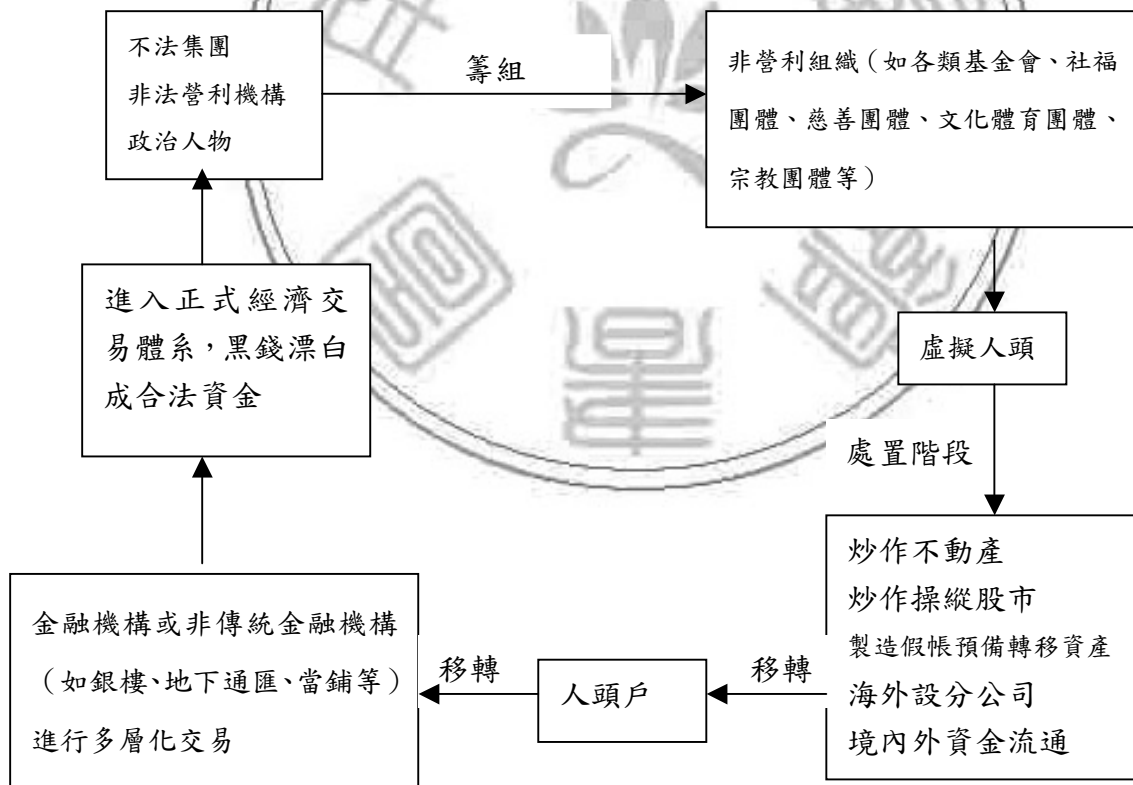 不法集團
非法營利機構
政治人物
籌組
非營利組織（如各類基金會、社福
團體、慈善團體、文化體育團體、
宗教團體等）
虛擬人頭
處置階段
炒作不動產
炒作操縱股市
製造假帳預備轉移資產
海外設分公司
境內外資金流通
移轉
人頭戶
移轉
金融機構或非傳統金融機構
（如銀樓、地下通匯、當鋪等）
進行多層化交易
進入正式經濟交
易體系，黑錢漂白
成合法資金